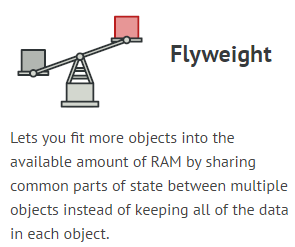 Flyweight
Lets you fit more objects into the
available amount of RAM by sharing
common parts of state between multiple
objects instead of keeping all of the data
in each object.